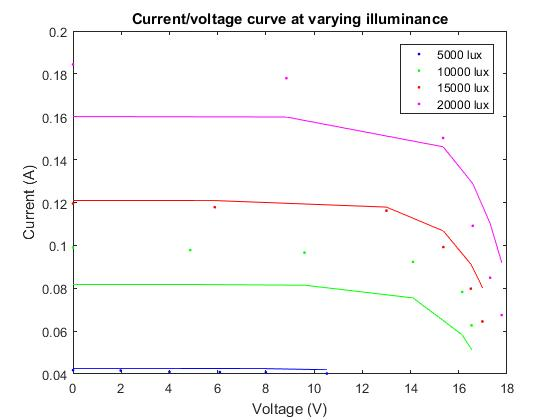 Current/voltage curve at varying illuminance
0.2
0.18
0.16
0.14
0.12
0.1
0.08
0.06
0.04
Current (A)
5000 lux
10000 lux
15000 lux
20000 lux
0 2 4 6 8 10 12 14 16 18
Voltage (V)